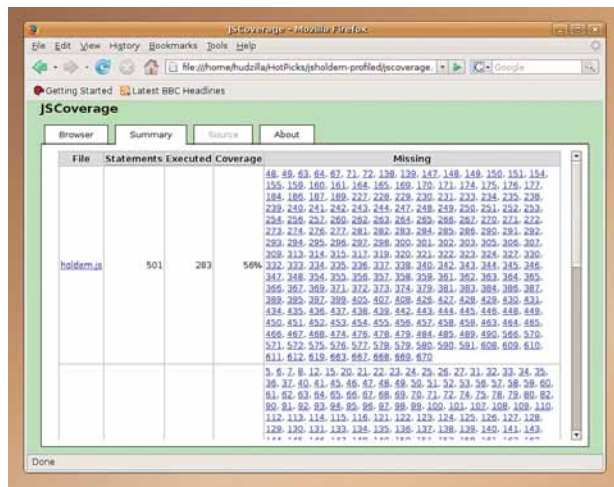 JSCoverage - Mozilla Firefox
File Edit View History Bookmarks Tools Help
file:///home/hudzilla/HotPicks/jsholdem-profiled/jscoverage.
Google
Getting Started Latest BBC Headlines
JSCoverage
Browser Summary Source About
File Statements Executed Coverage Missing
48, 49, 63, 64, 67, 71, 72, 138, 139, 147, 148, 149, 150, 151, 154,
155, 159, 160, 161, 164, 165, 169, 170, 171, 174, 175, 176, 177,
184, 186, 187, 189, 227, 228, 229, 230, 231, 233, 234, 235, 238,
239, 240, 241, 242, 243, 244, 247, 248, 249, 250, 251, 252, 253,
254, 256, 257, 260, 262, 263, 264, 265, 266, 267, 270, 271, 272,
273, 274, 276, 277, 281, 282, 283, 284, 285, 286, 290, 291, 292,
293, 294, 295, 296, 297, 298, 300, 301, 302, 303, 306, 307,
309, 313, 314, 315, 317, 319, 320, 321, 322, 323, 324, 327, 330,
holdem.js 501 283 56% 332, 333, 334, 335, 336, 337, 338, 340, 342, 343, 344, 345, 346,
347, 348, 354, 355, 356, 357, 358, 359, 361, 362, 363, 364, 365,
366, 367, 369, 371, 372, 373, 374, 379, 381, 383, 384, 386, 387,
389, 395, 397, 399, 405, 407, 408, 426, 427, 428, 429, 430, 431,
434, 435, 436, 437, 438, 439, 442, 443, 444, 445, 446, 448, 449,
450, 451, 452, 453, 454, 455, 456, 457, 458, 459, 463, 464, 465,
466, 467, 468, 474, 476, 478, 479, 484, 485, 489, 490, 566, 570,
571, 572, 575, 576, 577, 578, 579, 580, 590, 591, 608, 609, 610,
611, 612, 619, 663, 667, 668, 669, 670
5, 6, 7, 8, 12, 15, 20, 21, 22, 23, 24, 25, 26, 27, 31, 32, 33, 34, 35,
36, 37, 40, 41, 45, 46, 47, 48, 49, 50, 51, 52, 53, 56, 57, 58, 59, 60,
61, 62, 63, 64, 65, 66, 67, 68, 69, 70, 71, 72, 74, 75, 78, 79, 80, 82,
90, 91, 92, 93, 94, 95, 96, 97, 98, 99, 100, 101, 107, 108, 109, 110,
112, 113, 114, 115, 116, 121, 122, 123, 124, 125, 126, 127, 128,
129, 130, 131, 133, 134, 135, 136, 137, 138, 139, 140, 141, 143,
Done